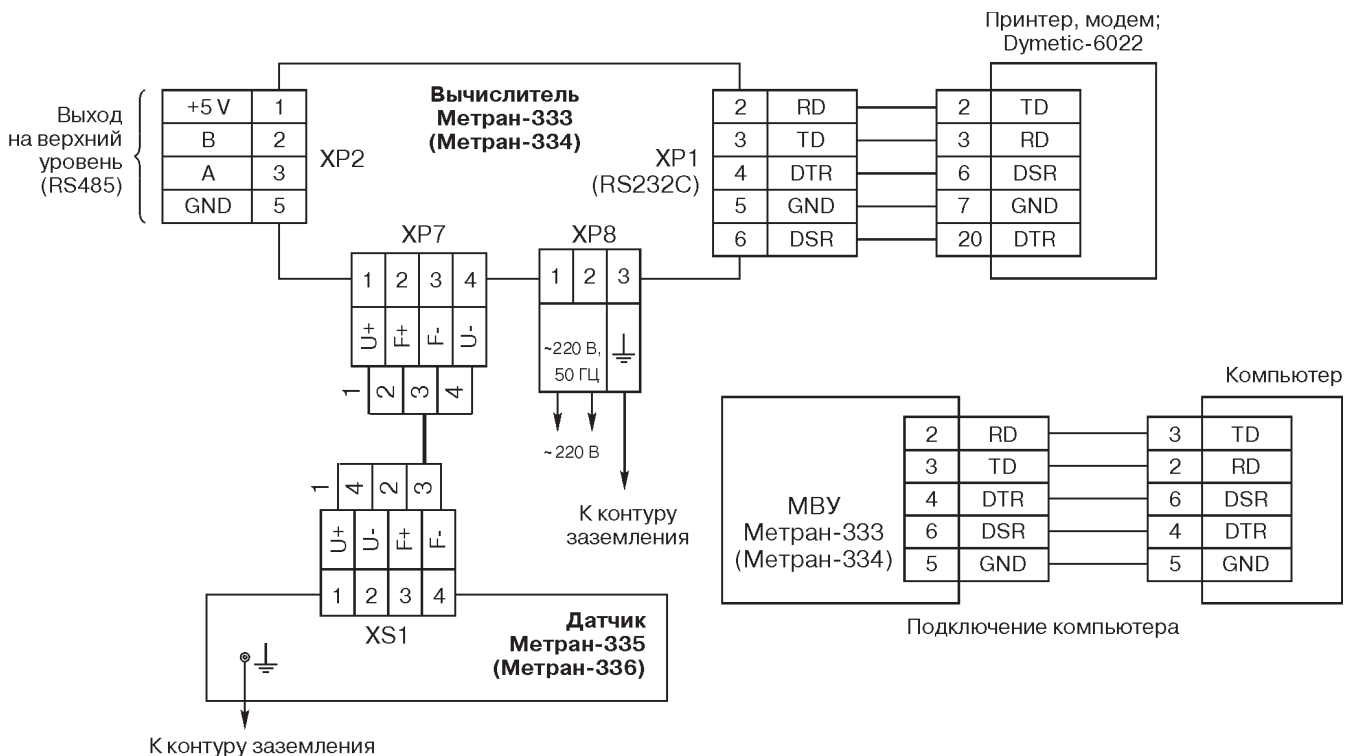 Принтер, модем;
Dymetic-6022
Выход
на верхний
уровень
(RS485)
+5 V 1
B 2
A 3
GND 5
XP2
Вычислитель
Метран-333
(Метран-334)
XP1
(RS232C)
2 RD
3 TD
4 DTR
5 GND
6 DSR
2 TD
3 RD
6 DSR
7 GND
20 DTR
XP7
1 2 3 4
U+ F+ F- U-
1 2 3 4
XP8
1 2 3
~220 В,
50 ГЦ
~220 В
К контуру
заземления
1 4 2 3
U+ U- F+ F-
1 2 3 4
XS1
Датчик
Метран-335
(Метран-336)
К контуру заземления
Компьютер
МВУ
Метран-333
(Метран-334)
2 RD
3 TD
4 DTR
6 DSR
5 GND
3 TD
2 RD
6 DSR
4 DTR
5 GND
Подключение компьютера